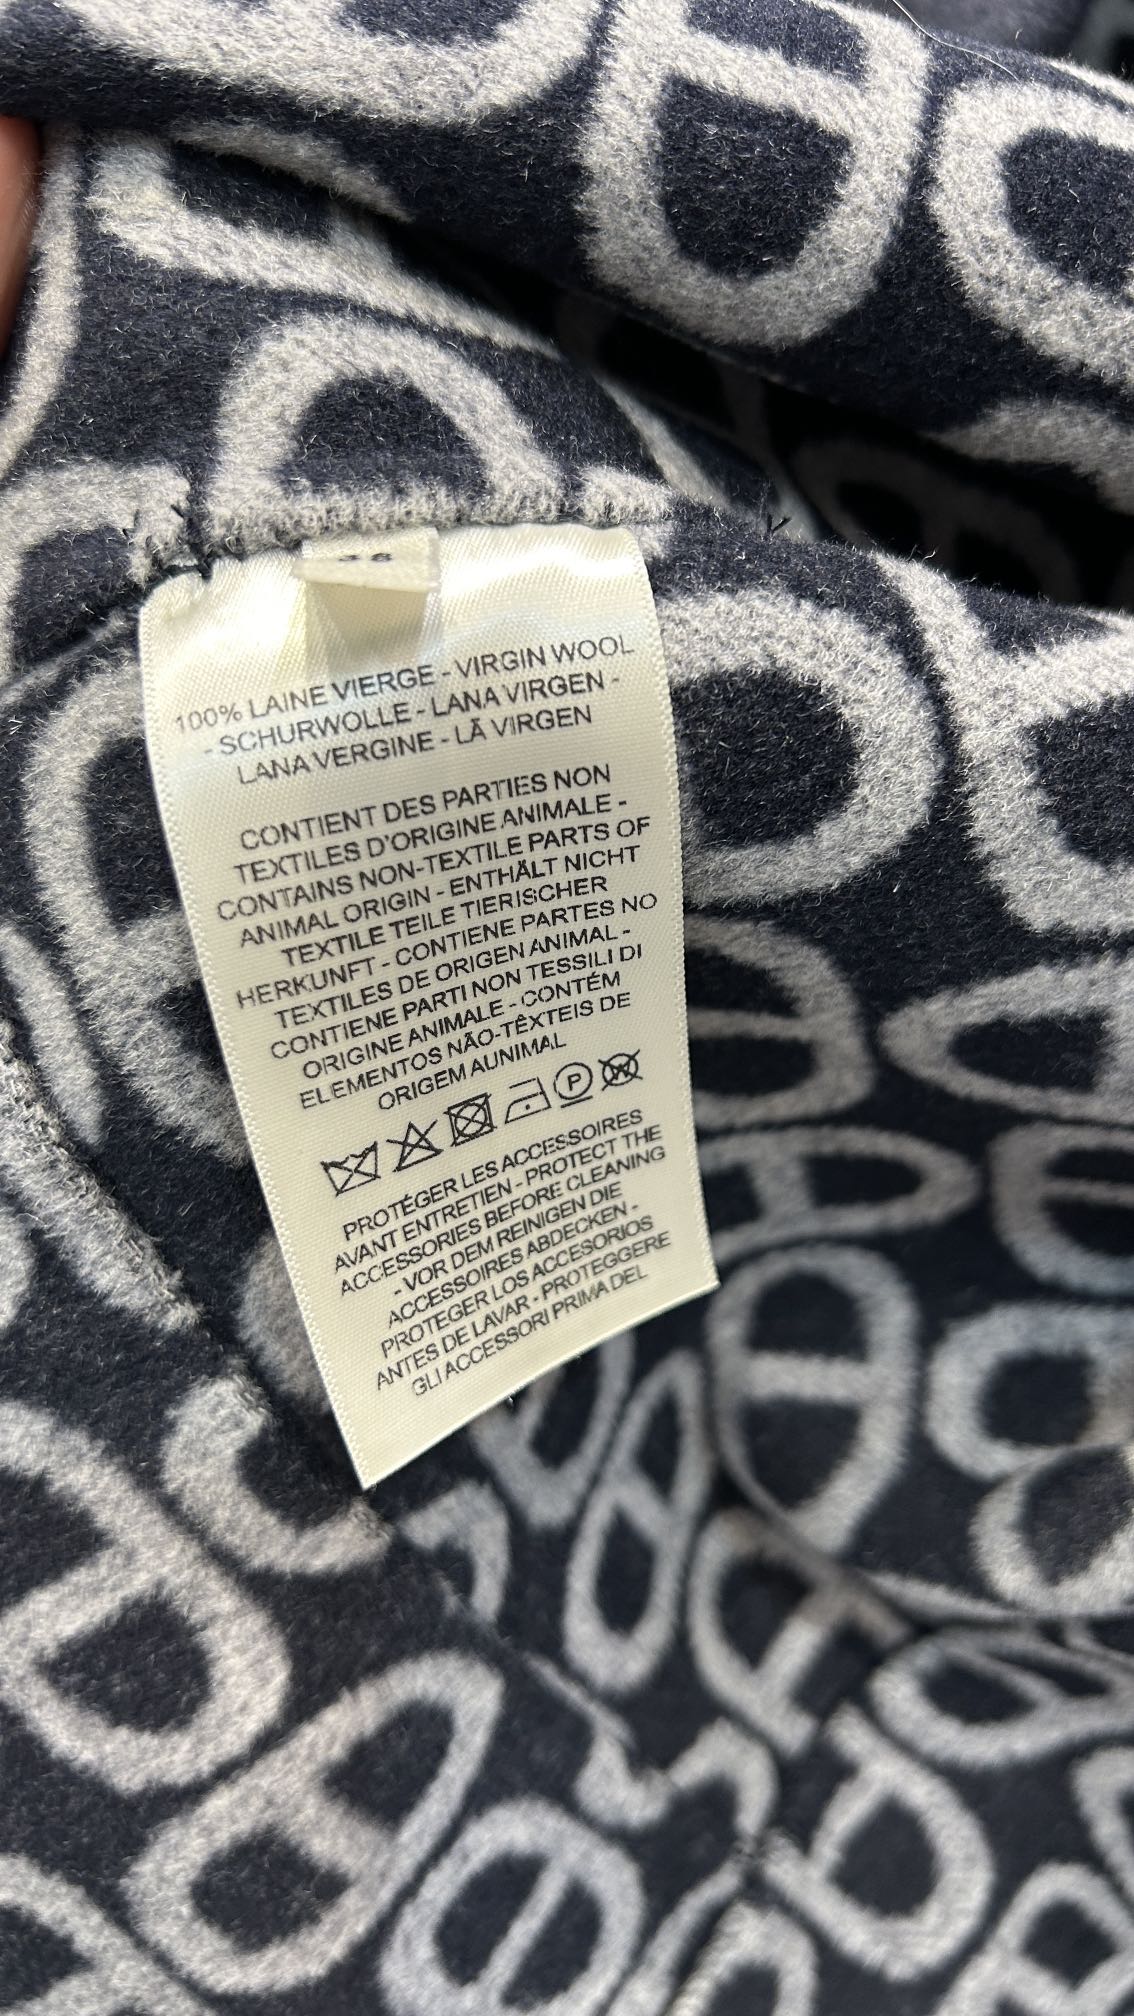 100% LAINE VIERGE - VIRGIN WOOL
- SCHURWOLLE - LANA VIRGEN -
LANA VERGINE - LÃ VIRGEN
CONTIENT DES PARTIES NON
TEXTILES D'ORIGINE ANIMALE -
CONTAINS NON-TEXTILE PARTS OF
ANIMAL ORIGIN - ENTHÄLT NICHT
TEXTILE TEILE TIERISCHER
HERKUNFT - CONTIENE PARTES NO
TEXTILES DE ORIGEN ANIMAL -
CONTIENE PARTI NON TESSILI DI
ORIGINE ANIMALE - CONTÉM
ELEMENTOS NÃO-TÊXTEIS DE
ORIGEM AUNIMAL
P W
PROTÉGER LES ACCESSOIRES
AVANT ENTRETIEN - PROTECT THE
ACCESSORIES BEFORE CLEANING
- VOR DEM REINIGEN DIE
ACCESSOIRES ABDECKEN -
PROTEGER LOS ACCESORIOS
ANTES DE LAVAR - PROTEGGERE
GLI ACCESSORI PRIMA DEL